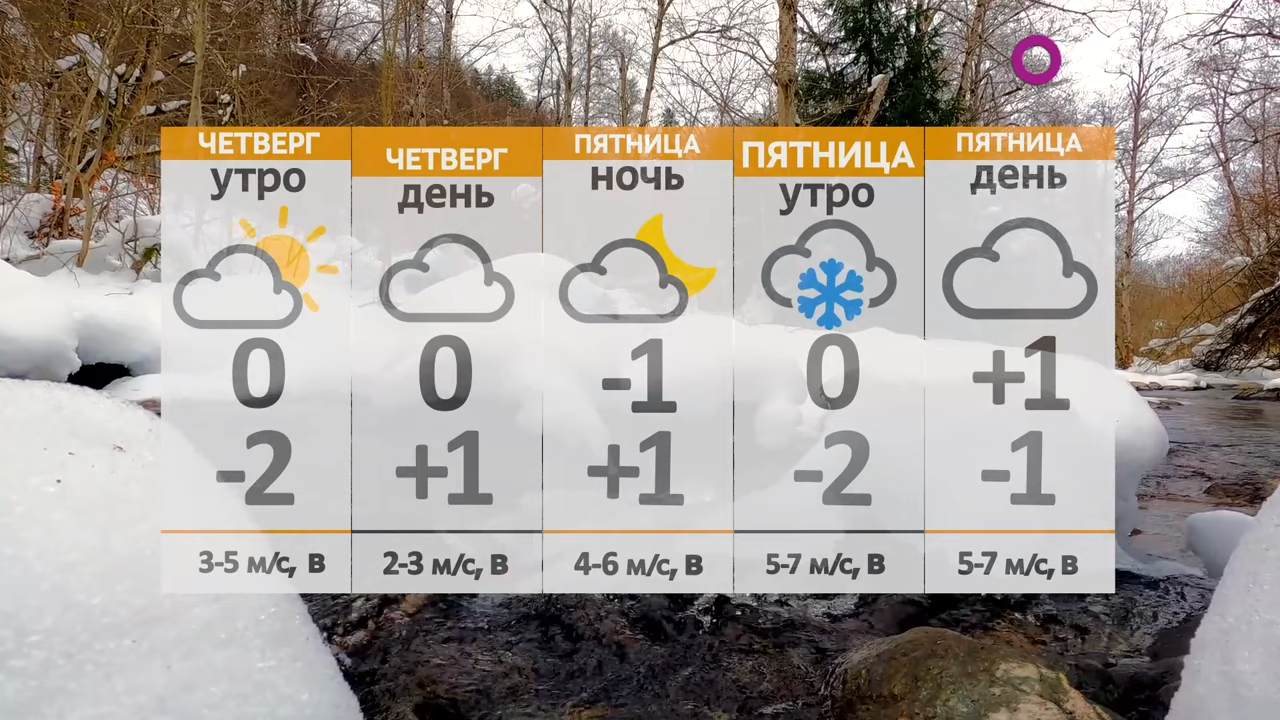 ЧЕТВЕРГ
утро
0
-2
3-5 м/с, В
ЧЕТВЕРГ
день
0
+1
2-3 м/с, В
ПЯТНИЦА
ночь
-1
+1
4-6 м/с, В
ПЯТНИЦА
утро
0
-2
5-7 м/с, В
ПЯТНИЦА
день
+1
-1
5-7 м/с, В